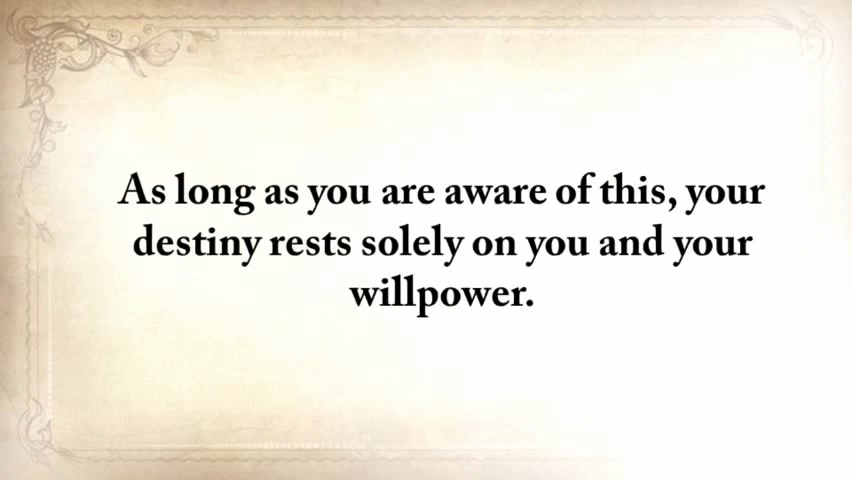 As long as you are aware of this, your
destiny rests solely on you and your
willpower.